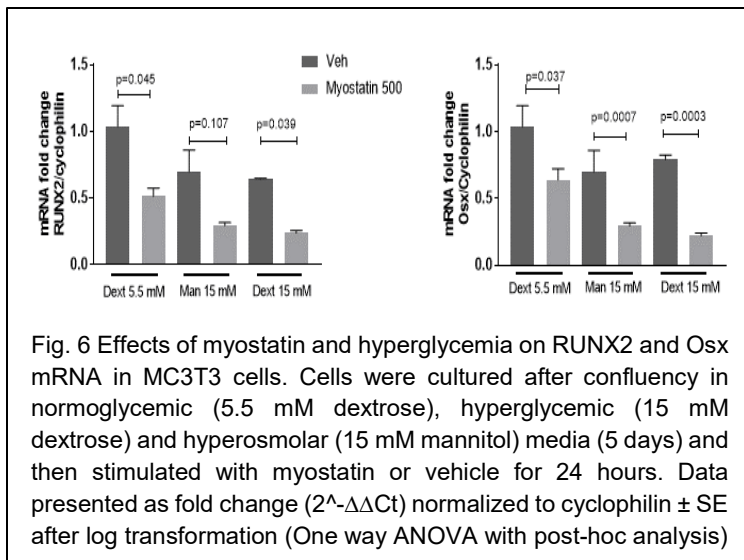 Veh
Myostatin 500
mRNA fold change
RUNX2/cyclophilin
1.5
1.0
0.5
0.0
p=0.045
p=0.107
p=0.039
Dext 5.5 mM
Man 15 mM
Dext 15 mM
mRNA fold change
Osx/Cyclophilin
1.5
1.0
0.5
0.0
p=0.037
p=0.0007
p=0.0003
Dext 5.5 mM
Man 15 mM
Dext 15 mM
Fig. 6 Effects of myostatin and hyperglycemia on RUNX2 and Osx
mRNA in MC3T3 cells. Cells were cultured after confluency in
normoglycemic (5.5 mM dextrose), hyperglycemic (15 mM
dextrose) and hyperosmolar (15 mM mannitol) media (5 days) and
then stimulated with myostatin or vehicle for 24 hours. Data
presented as fold change (2^-ΔΔCt) normalized to cyclophilin ± SE
after log transformation (One way ANOVA with post-hoc analysis)